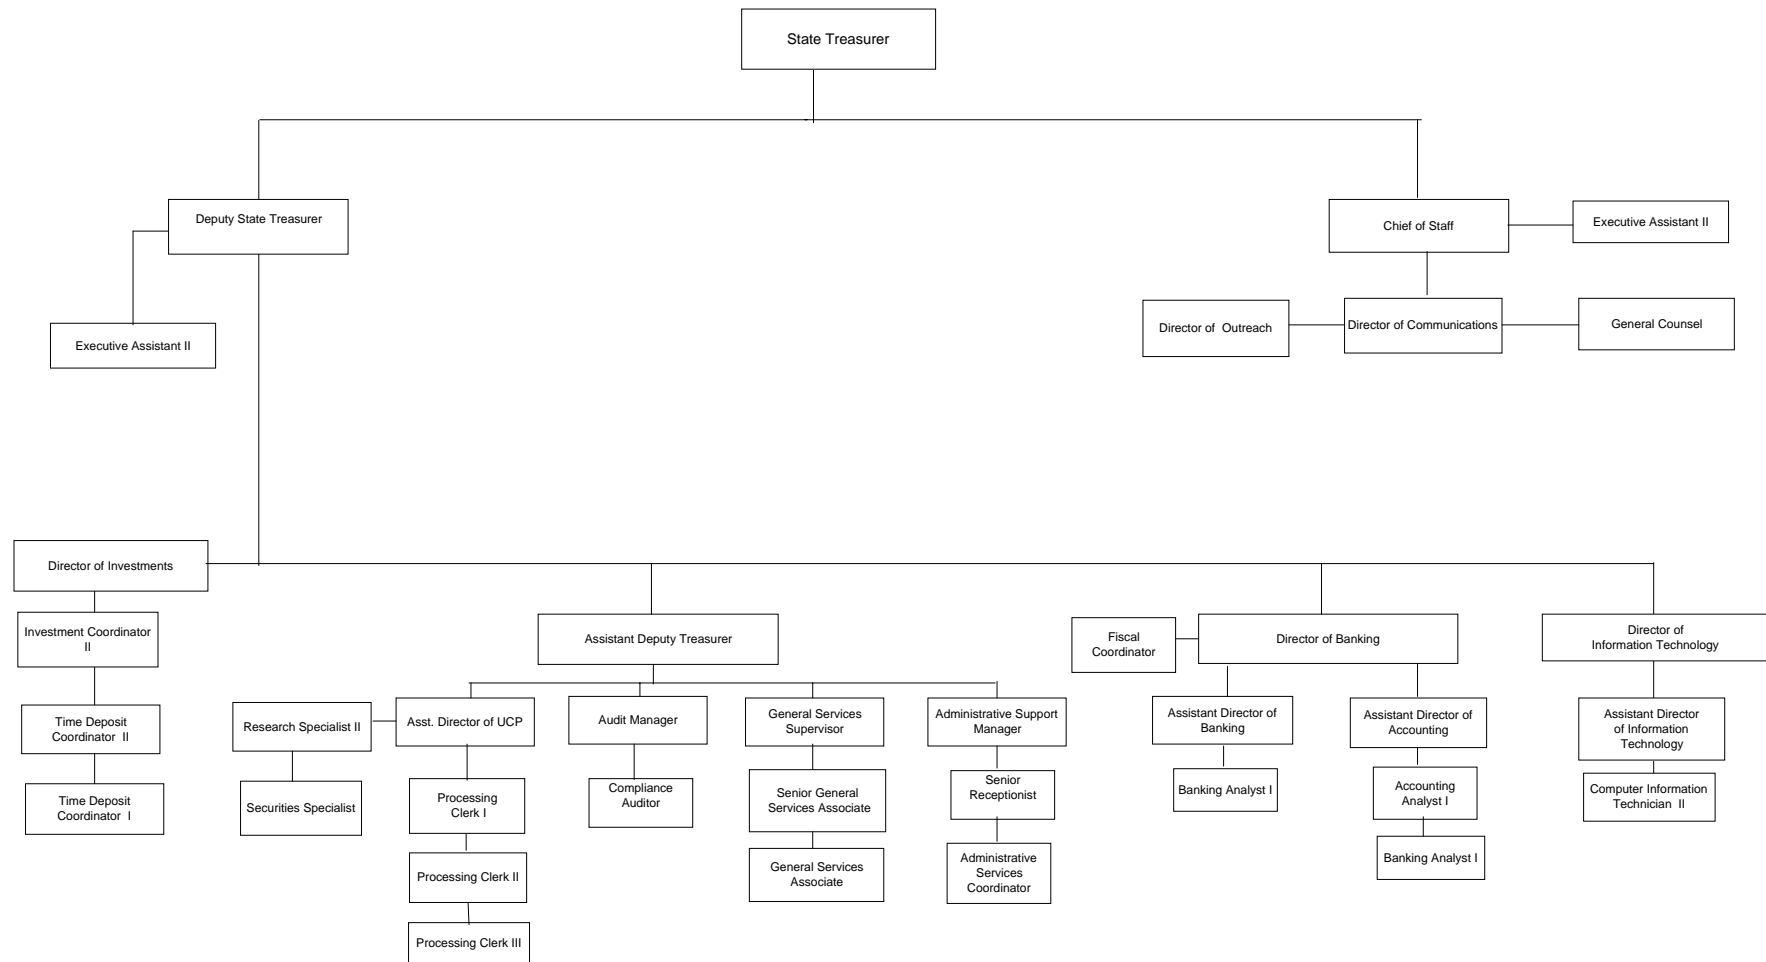 State Treasurer
Deputy State Treasurer
Chief of Staff
Executive Assistant II
Executive Assistant II
Director of Outreach
Director of Communications
General Counsel
Director of Investments
Investment Coordinator
II
Time Deposit
Coordinator II
Time Deposit
Coordinator I
Assistant Deputy Treasurer
Research Specialist II
Securities Specialist
Asst. Director of UCP
Processing
Clerk I
Processing Clerk II
Processing Clerk III
Audit Manager
Compliance
Auditor
General Services
Supervisor
Senior General
Services Associate
General Services
Associate
Administrative Support
Manager
Senior
Receptionist
Administrative
Services
Coordinator
Fiscal
Coordinator
Director of Banking
Assistant Director of
Banking
Banking Analyst I
Assistant Director of
Accounting
Accounting
Analyst I
Banking Analyst I
Director of
Information Technology
Assistant Director
of Information
Technology
Computer Information
Technician II